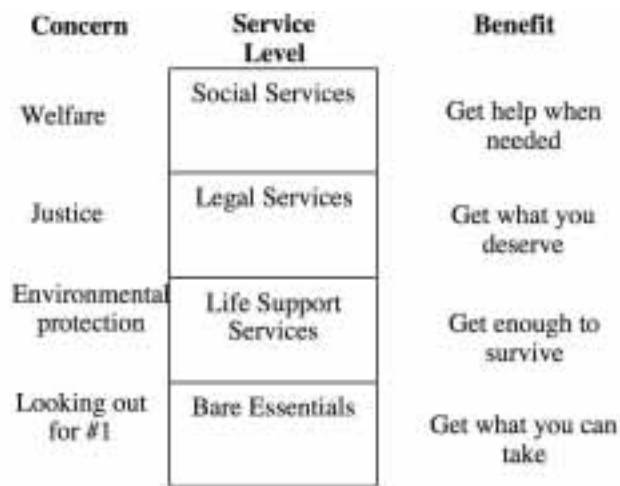 Concern Service Level Benefit
Welfare Social Services Get help when needed
Justice Legal Services Get what you deserve
Environmental protection Life Support Services Get enough to survive
Looking out for #1 Bare Essentials Get what you can take